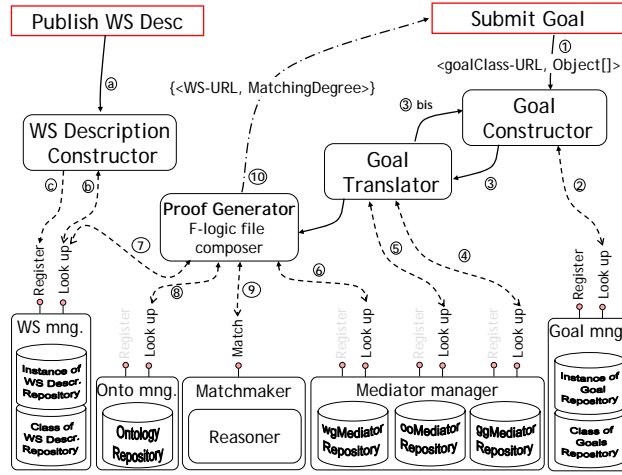 Publish WS Desc
Submit Goal
①
<goalClass-URL, Object[]>
ⓐ
{<WS-URL, MatchingDegree>}
③ bis
Goal
Constructor
WS Description
Constructor
Goal
Translator
③
②
ⓒ
ⓑ
⑩
Proof Generator
F-logic file
composer
⑦
⑧
⑨
⑥
⑤
④
Register
Look up
Register
Look up
Match
Register
Look up
Register
Look up
Register
Look up
Register
Look up
WS mng.
Instance of
WS Descr.
Repository
Class of
WS Descr.
Repository
Onto mng.
Ontology
Repository
Matchmaker
Reasoner
Mediator manager
wgMediator
Repository
ooMediator
Repository
ggMediator
Repository
Goal mng.
Instance of
Goal
Repository
Class of
Goals
Repository